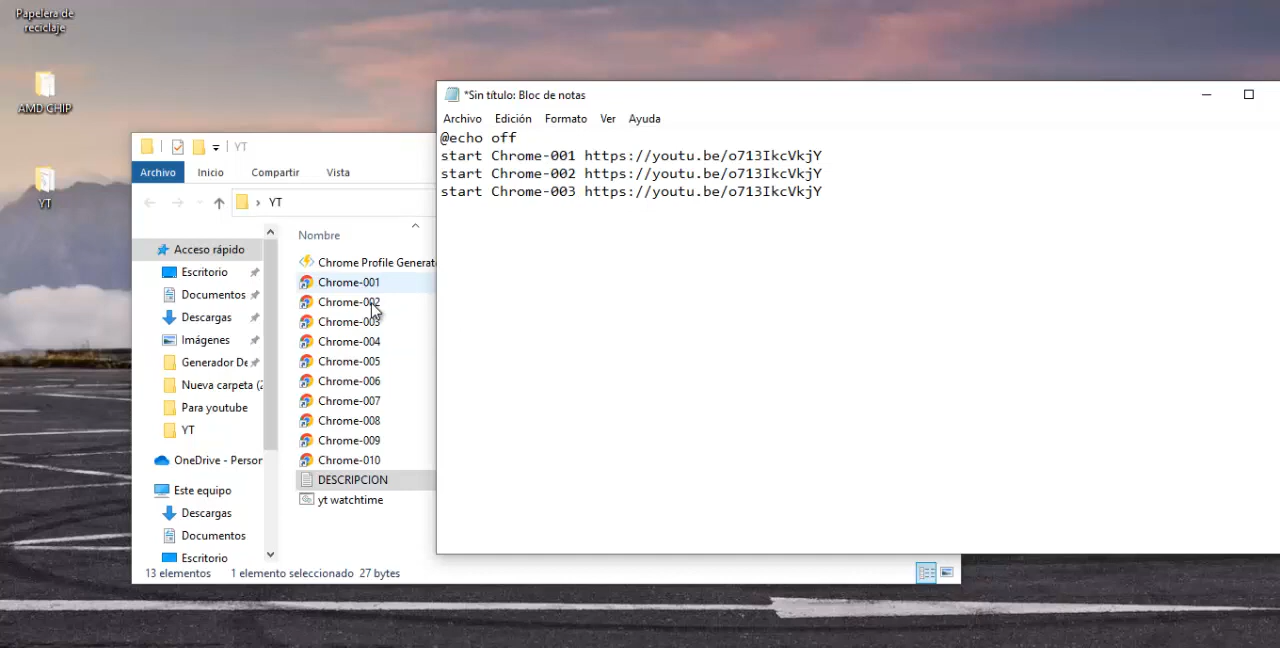 Papelera de
reciclaje
AMD CHIP
YT
YT
Archivo
Inicio
Compartir
Vista
YT
Acceso rápido
Escritorio
Documentos
Descargas
Imágenes
Generador De
Nueva carpeta (2
Para youtube
YT
OneDrive - Person
Este equipo
Descargas
Documentos
Escritorio
Nombre
Chrome Profile Generat
Chrome-001
Chrome-002
Chrome-003
Chrome-004
Chrome-005
Chrome-006
Chrome-007
Chrome-008
Chrome-009
Chrome-010
DESCRIPCION
yt watchtime
13 elementos 1 elemento seleccionado 27 bytes
*Sin título: Bloc de notas
Archivo Edición Formato Ver Ayuda
@echo off
start Chrome-001 https://youtu.be/o713IkcVkjY
start Chrome-002 https://youtu.be/o713IkcVkjY
start Chrome-003 https://youtu.be/o713IkcVkjY